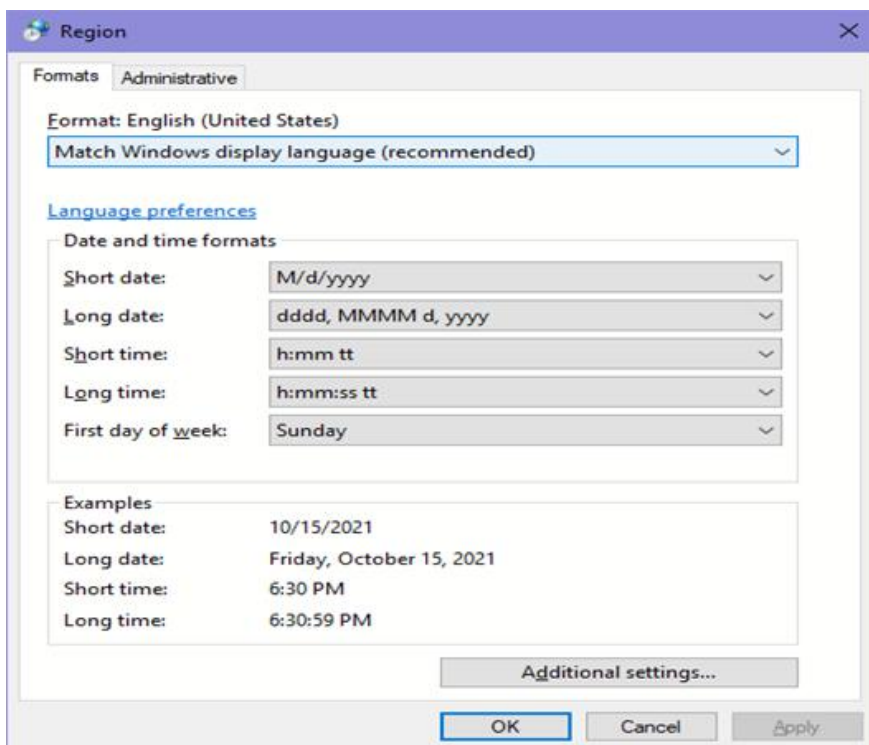 Region
Formats Administrative
Format: English (United States)
Match Windows display language (recommended)
Language preferences
Date and time formats
Short date: M/d/yyyy
Long date: dddd, MMMM d, yyyy
Short time: h:mm tt
Long time: h:mm:ss tt
First day of week: Sunday
Examples
Short date: 10/15/2021
Long date: Friday, October 15, 2021
Short time: 6:30 PM
Long time: 6:30:59 PM
Additional settings...
OK Cancel Apply